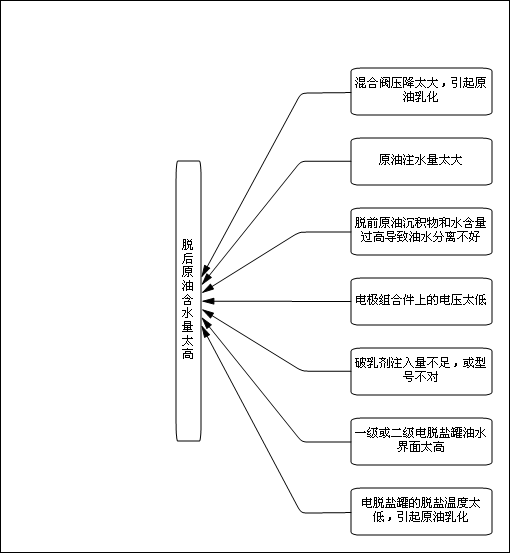 混合阀压降太大，引起原
油乳化
原油注水量太大
脱前原油沉积物和水含量
过高导致油水分离不好
脱后原油含水量太高
电极组合件上的电压太低
破乳剂注入量不足，或型
号不对
一级或二级电脱盐罐油水
界面太高
电脱盐罐的脱盐温度太
低，引起原油乳化